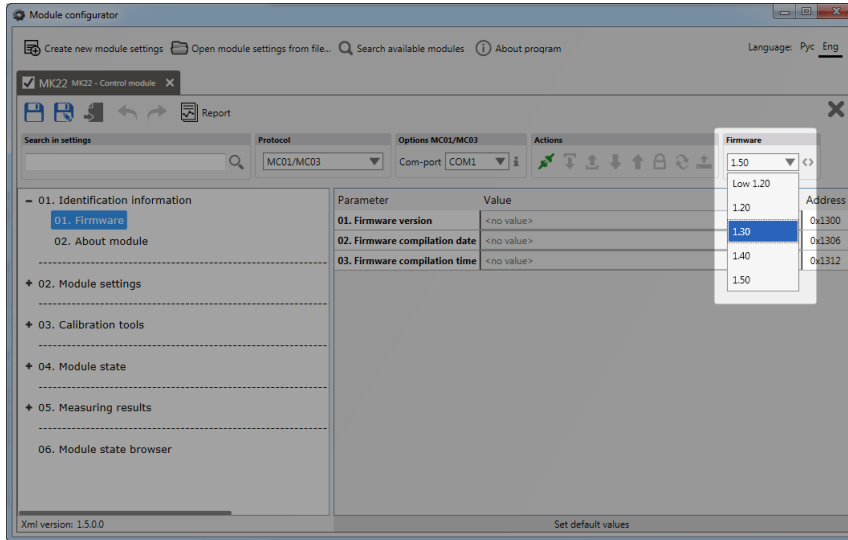 Module configurator
Create new module settings Open module settings from file... Search available modules About program Language: Рус Eng
MK22 MK22 - Control module
Report
Search in settings Protocol Options MC01/MC03 Actions Firmware
MC01/MC03 Com-port COM1 1.50
Low 1.20
1.20
1.30
1.40
1.50
01. Identification information
01. Firmware
02. About module
02. Module settings
03. Calibration tools
04. Module state
05. Measuring results
06. Module state browser
Parameter Value Address
01. Firmware version <no value> 0x1300
02. Firmware compilation date <no value> 0x1306
03. Firmware compilation time <no value> 0x1312
Xml version: 1.5.0.0 Set default values